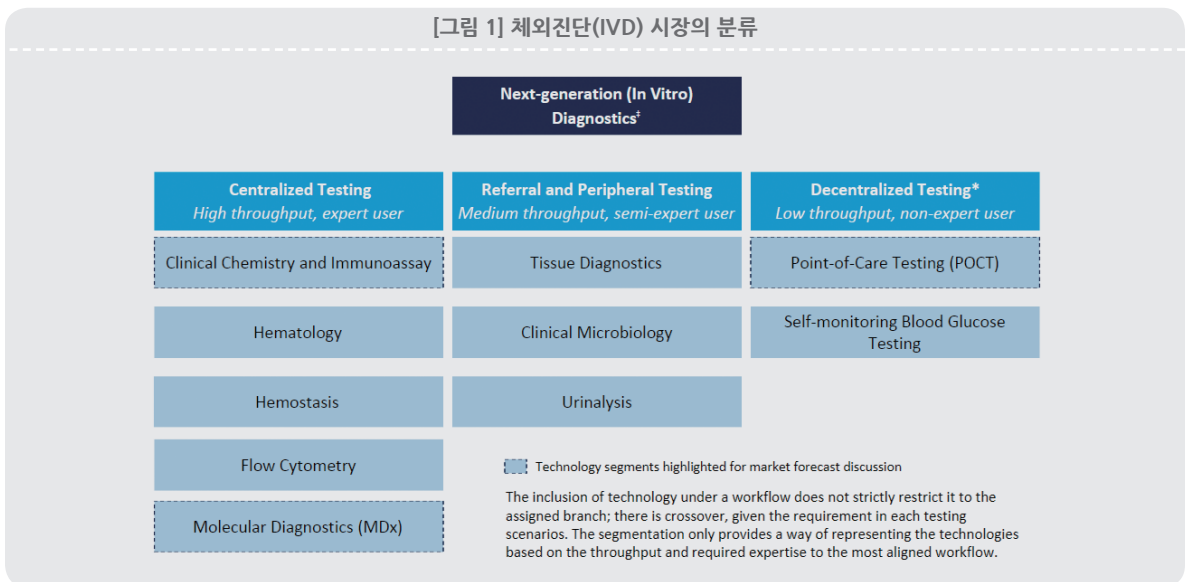 [그림 1] 체외진단(IVD) 시장의 분류
Next-generation (In Vitro)
Diagnostics‡
Centralized Testing
High throughput, expert user
Referral and Peripheral Testing
Medium throughput, semi-expert user
Decentralized Testing*
Low throughput, non-expert user
Clinical Chemistry and Immunoassay
Tissue Diagnostics
Point-of-Care Testing (POCT)
Hematology
Clinical Microbiology
Self-monitoring Blood Glucose
Testing
Hemostasis
Urinalysis
Flow Cytometry
Molecular Diagnostics (MDx)
Technology segments highlighted for market forecast discussion
The inclusion of technology under a workflow does not strictly restrict it to the
assigned branch; there is crossover, given the requirement in each testing
scenarios. The segmentation only provides a way of representing the technologies
based on the throughput and required expertise to the most aligned workflow.